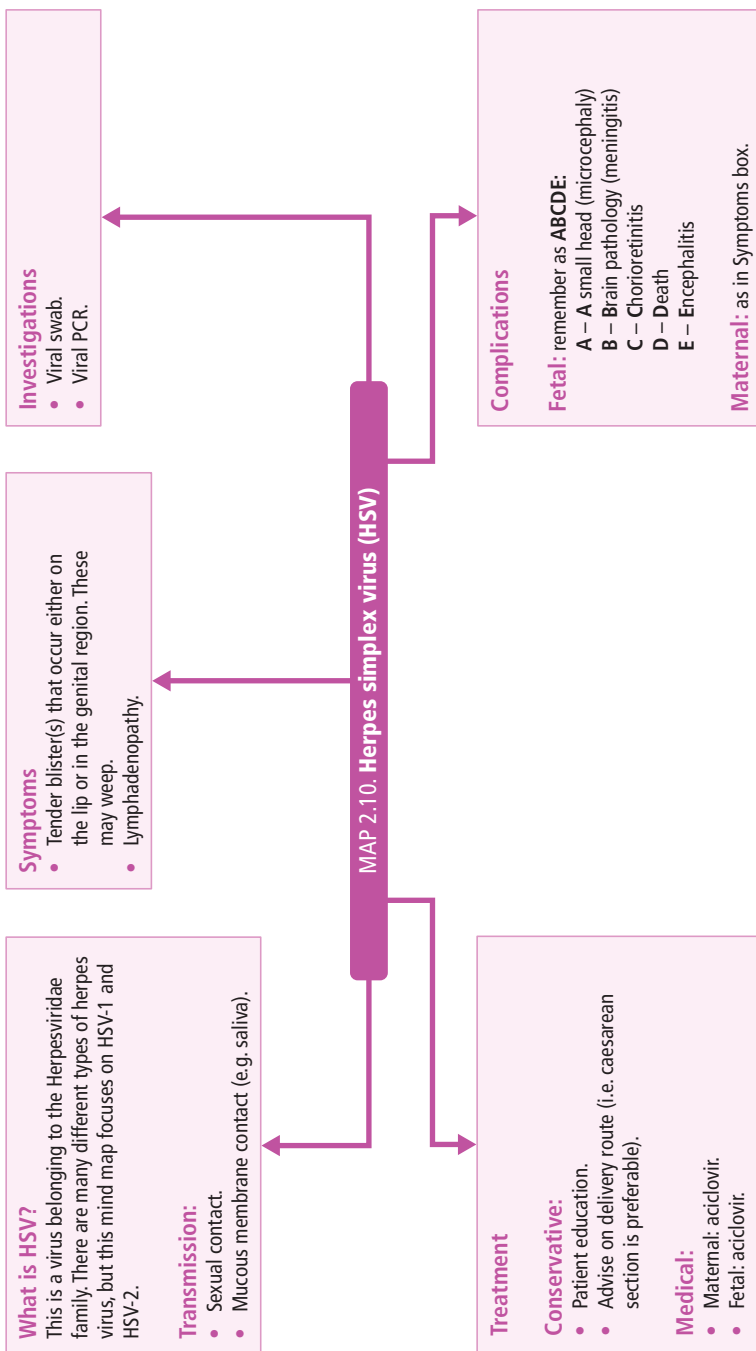 What is HSV?
This is a virus belonging to the Herpesviridae
family. There are many different types of herpes
virus, but this mind map focuses on HSV-1 and
HSV-2.
Transmission:
• Sexual contact.
• Mucous membrane contact (e.g. saliva).
Symptoms
• Tender blister(s) that occur either on
the lip or in the genital region. These
may weep.
• Lymphadenopathy.
Investigations
• Viral swab.
• Viral PCR.
MAP 2.10. Herpes simplex virus (HSV)
Treatment
Conservative:
• Patient education.
• Advise on delivery route (i.e. caesarean
section is preferable).
Medical:
• Maternal: aciclovir.
• Fetal: aciclovir.
Complications
Fetal: remember as ABCDE:
A – A small head (microcephaly)
B – Brain pathology (meningitis)
C – Chorioretinitis
D – Death
E – Encephalitis
Maternal: as in Symptoms box.